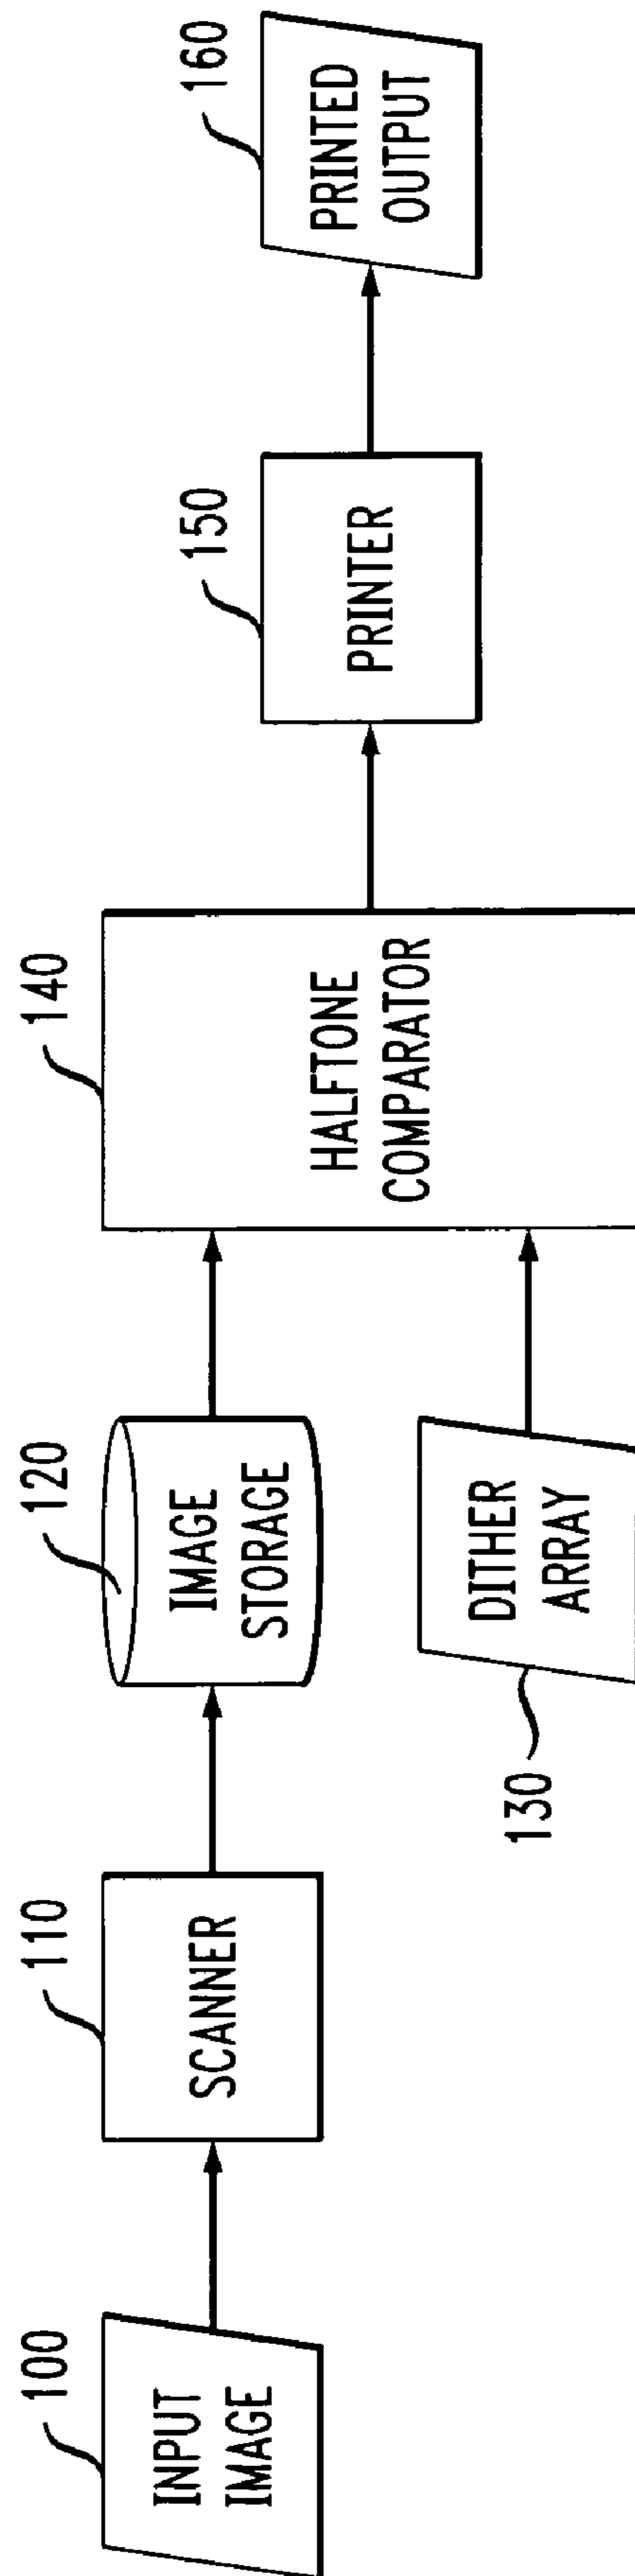 100
INPUT
IMAGE
110
SCANNER
120
IMAGE
STORAGE
130
DITHER
ARRAY
140
HALFTONE
COMPARATOR
150
PRINTER
160
PRINTED
OUTPUT